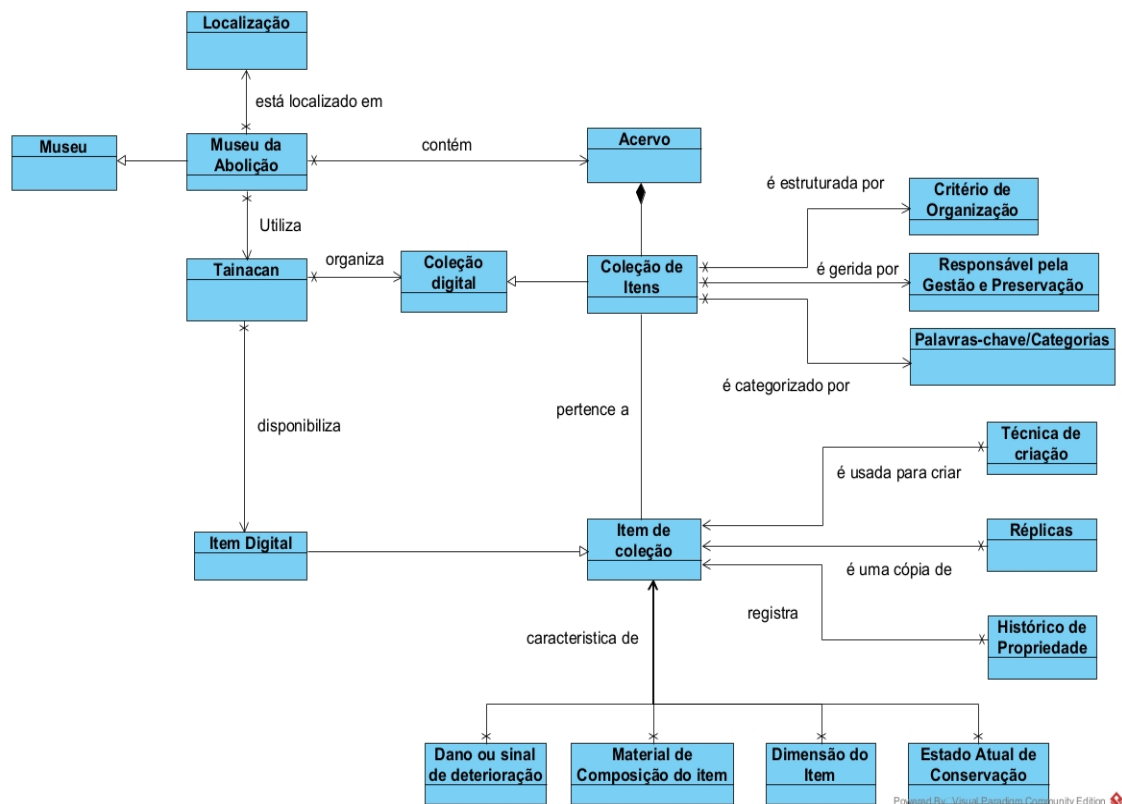 Localização
está localizado em
Museu
Museu da
Abolição
contém
Acervo
é estruturada por
Critério de
Organização
Utiliza
Tainacan
organiza
Coleção
digital
Coleção de
Itens
é gerida por
Responsável pela
Gestão e Preservação
Palavras-chave/Categorias
é categorizado por
pertence a
disponibiliza
Técnica de
criação
é usada para criar
Item Digital
Item de
coleção
Réplicas
é uma cópia de
registra
Histórico de
Propriedade
caracteristica de
Dano ou sinal
de deterioração
Material de
Composição do item
Dimensão do
Item
Estado Atual de
Conservação
Powered By Visual Paradigm Community Edition